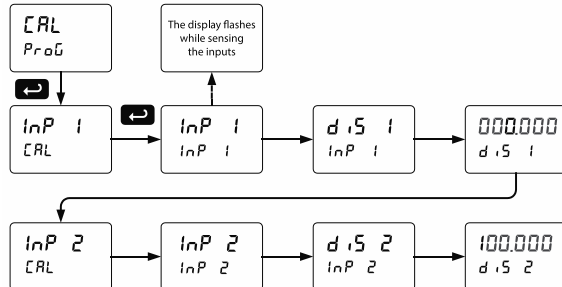 CAL
ProG
The display flashes
while sensing
the inputs
InP 1
CAL
InP 1
InP 1
diS 1
InP 1
000.000
diS 1
InP 2
CAL
InP 2
InP 2
diS 2
InP 2
100.000
diS 2